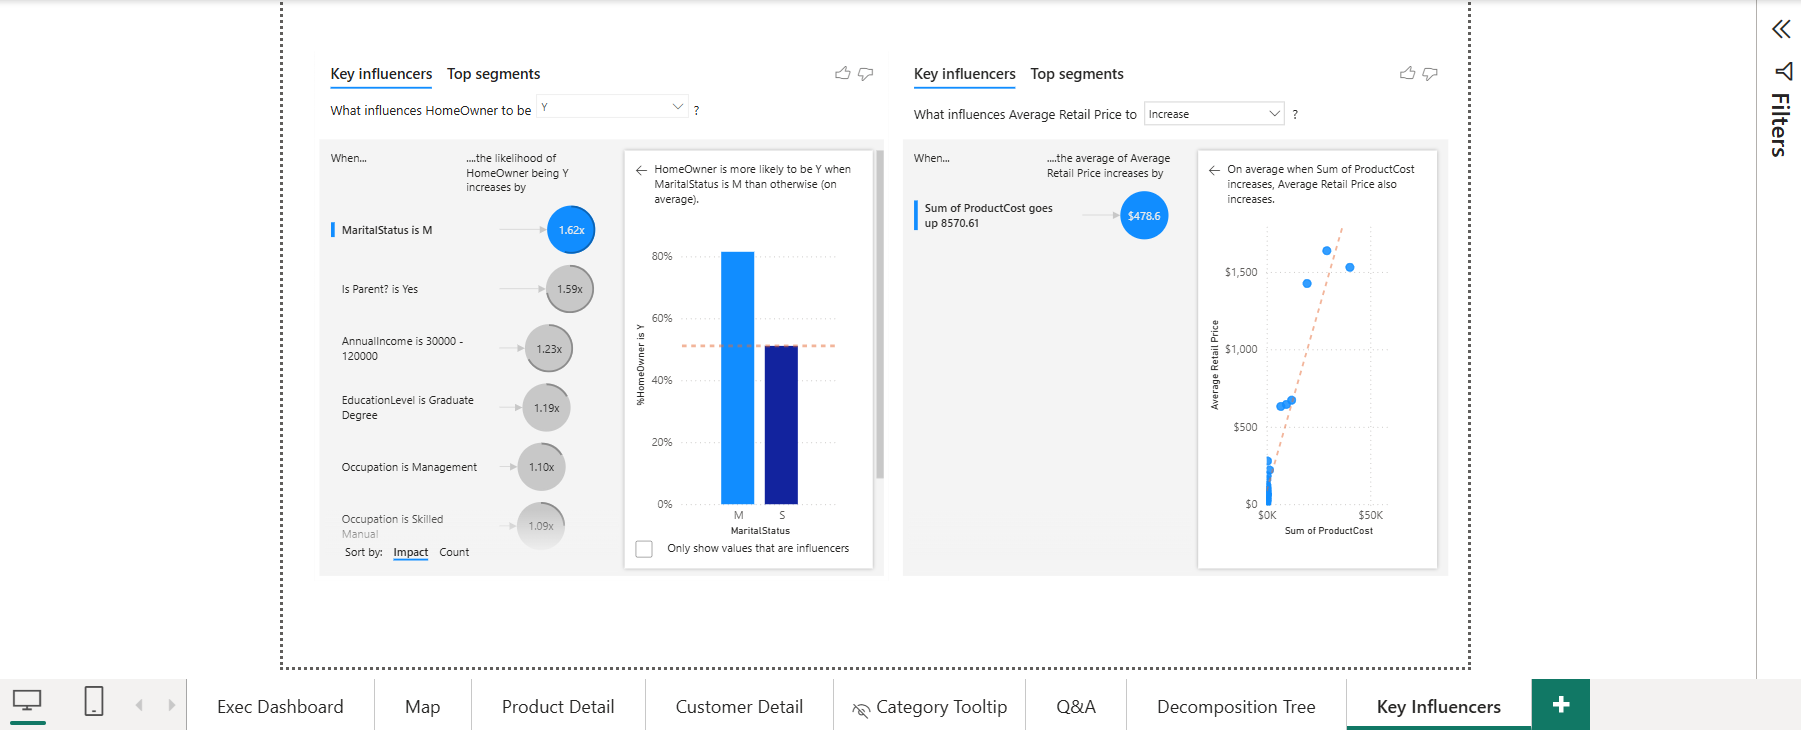 Key influencers Top segments
What influences HomeOwner to be Y ?
When...
....the likelihood of
HomeOwner being Y
increases by
MaritalStatus is M
1.62x
Is Parent? is Yes
1.59x
AnnualIncome is 30000 -
120000
1.23x
EducationLevel is Graduate
Degree
1.19x
Occupation is Management
1.10x
Occupation is Skilled
Manual
1.09x
Sort by: Impact Count
HomeOwner is more likely to be Y when
MaritalStatus is M than otherwise (on
average).
%HomeOwner is Y
80%
60%
40%
20%
0%
M S
MaritalStatus
Only show values that are influencers
Key influencers Top segments
What influences Average Retail Price to Increase ?
When...
....the average of Average
Retail Price increases by
Sum of ProductCost goes
up 8570.61
$478.6
On average when Sum of ProductCost
increases, Average Retail Price also
increases.
Average Retail Price
$1,500
$1,000
$500
$0
$0K $50K
Sum of ProductCost
Filters
Exec Dashboard Map Product Detail Customer Detail Category Tooltip Q&A Decomposition Tree Key Influencers +